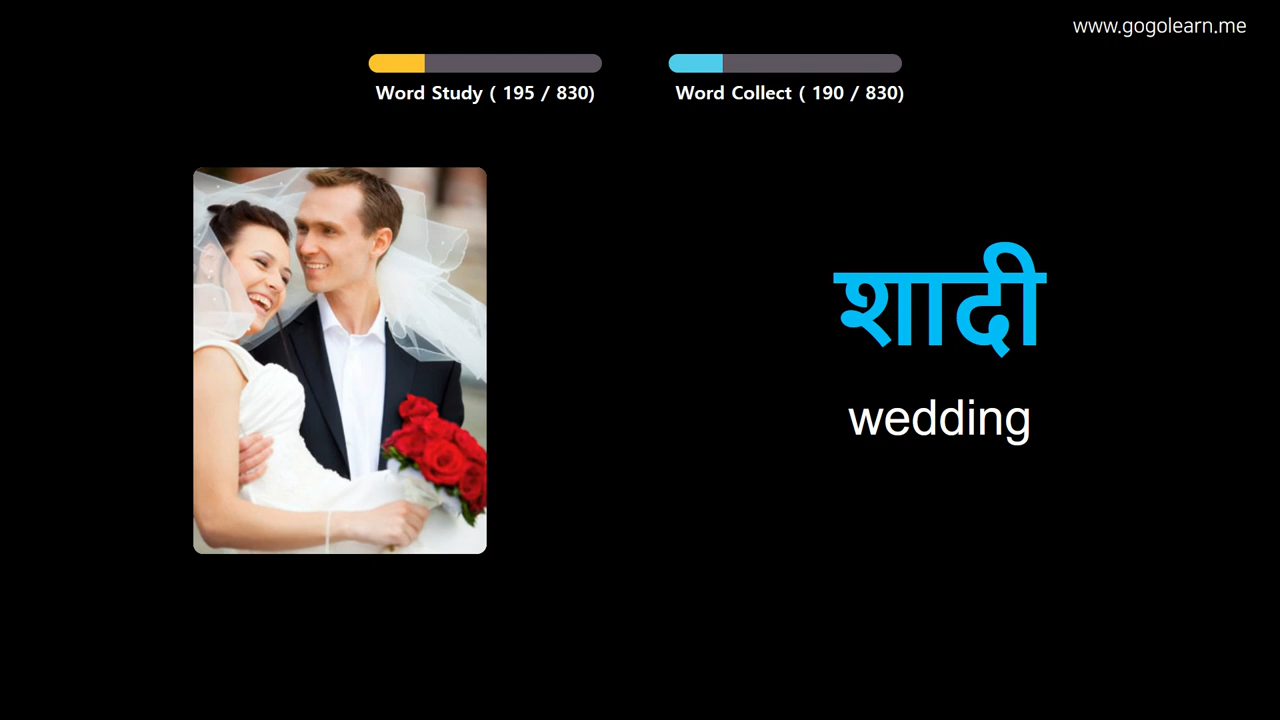 www.gogolearn.me
Word Study ( 195 / 830)
Word Collect ( 190 / 830)
शादी
wedding